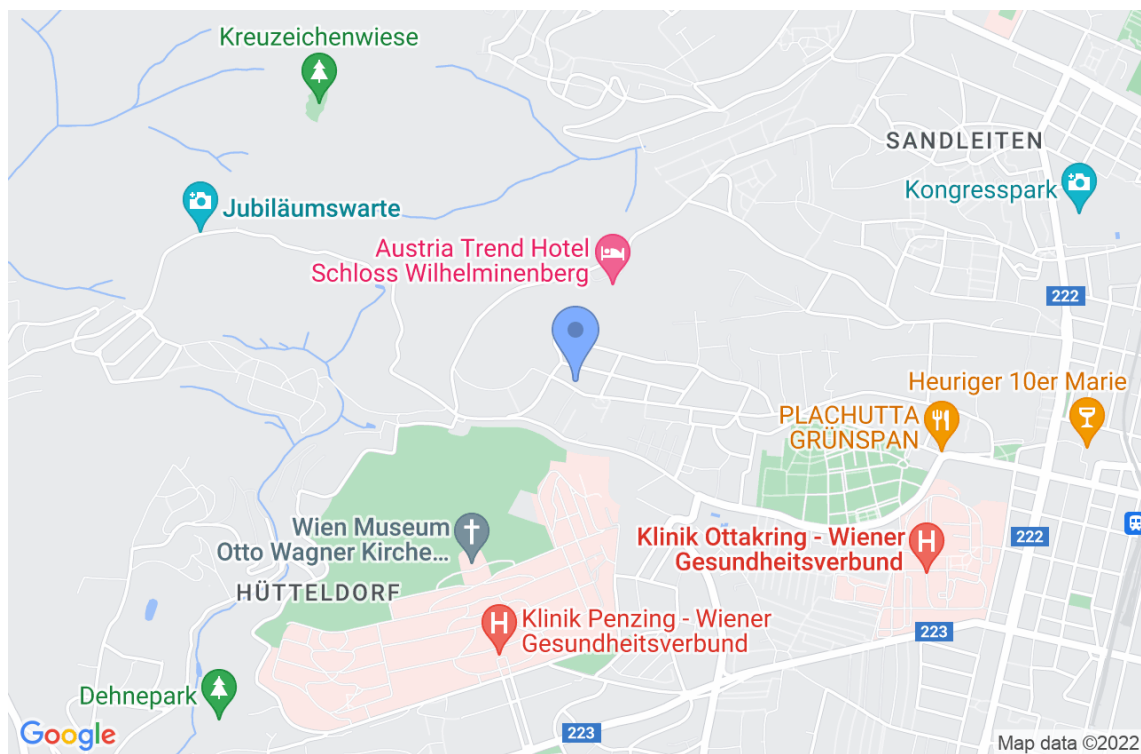 Kreuzeichenwiese
SANDLEITEN
Kongresspark
Jubiläumswarte
Austria Trend Hotel
Schloss Wilhelminenberg
222
Heuriger 10er Marie
PLACHUTTA
GRÜNSPAN
Wien Museum
Otto Wagner Kirche...
Klinik Ottakring - Wiener
Gesundheitsverbund
222
HÜTTELDORF
H
H
Klinik Penzing - Wiener
Gesundheitsverbund
223
Dehnepark
223
Google
Map data ©2022